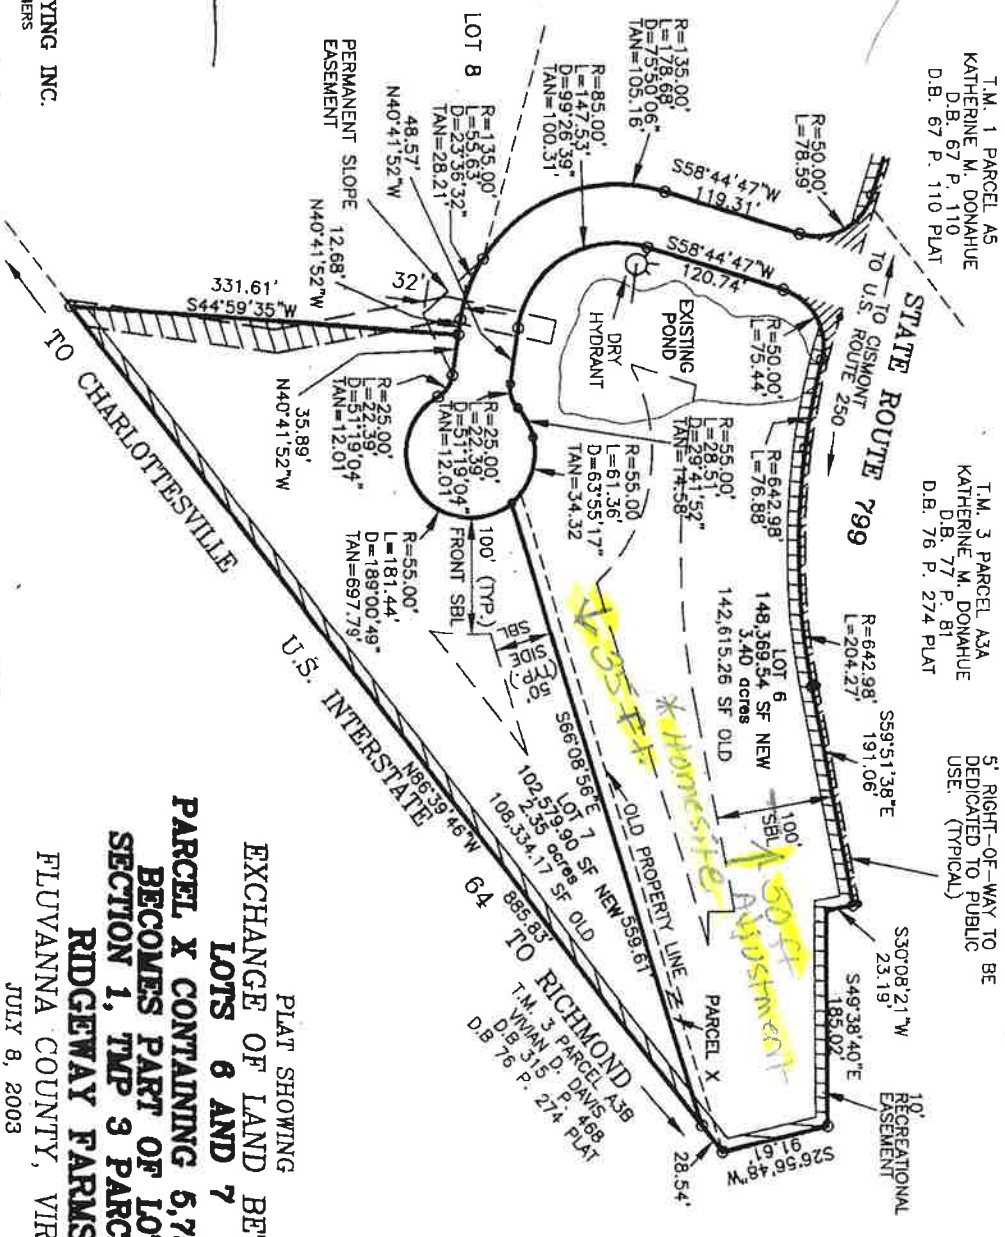 T.M. 1 PARCEL A5
KATHERINE M. DONAHUE
D.B. 67 P. 110
D.B. 67 P. 110 PLAT
T.M. 3 PARCEL A3A
KATHERINE M. DONAHUE
D.B. 77 P. 81
D.B. 76 P. 274 PLAT
5' RIGHT-OF-WAY TO BE
DEDICATED TO PUBLIC
USE. (TYPICAL)
10'
RECREATIONAL
EASEMENT
STATE ROUTE 799
TO CISMONT
TO U.S. ROUTE 250
R=50.00'
L=78.59'
S58°44'47"W
119.31'
S58°44'47"W
120.74'
R=135.00'
L=178.68'
D=75°50'06"
TAN=105.16'
R=85.00'
L=147.53'
D=99°26'39"
TAN=100.31'
LOT 8
R=135.00'
L=55.63'
D=23°36'32"
TAN=28.21'
48.57'
N40°41'52"W
PERMANENT SLOPE
EASEMENT
12.68'
N40°41'52"W
32'
331.61'
S44°59'35"W
35.89'
N40°41'52"W
R=25.00'
L=22.39'
D=51°19'04"
TAN=12.01'
R=25.00'
L=22.39'
D=51°19'04"
TAN=12.01'
EXISTING
POND
DRY
HYDRANT
R=50.00'
L=75.44'
R=642.98'
L=76.88'
R=55.00'
L=28.51'
D=29°41'52"
TAN=14.58'
R=55.00
L=61.36'
D=63°55'17"
TAN=34.32
R=55.00'
L=181.44'
D=189°00'49"
TAN=697.79'
100' (TYP.)
FRONT SBL
50'
(TYP.)
SIDE
SBL
R=642.98'
L=204.27'
S59°51'38"E
191.06'
S30°08'21"W
23.19'
S49°38'40"E
185.02'
S26°56'48"W
91.61'
28.54'
LOT 6
148,369.54 SF NEW
3.40 acres
142,615.26 SF OLD
100'
SBL
↑ 50 ft
Adjustment
* Homesite
↓ 35 ft.
PARCEL X
OLD PROPERTY LINE
S66°08'56"E
559.61'
LOT 7
102,579.90 SF NEW
2.35 acres
108,334.17 SF OLD
N86°39'46"W
885.83'
TO CHARLOTTESVILLE
U.S. INTERSTATE 64
TO RICHMOND
T.M. 3 PARCEL A3B
VIVIAN D. DAVIS
D.B 315 P. 468
D.B 76 P. 274 PLAT
YING INC.
NERS
PLAT SHOWING
EXCHANGE OF LAND BE
LOTS 6 AND 7
PARCEL X CONTAINING 5,7
BECOMES PART OF LO
SECTION 1, TMP 3 PARC
RIDGEWAY FARMS
FLUVANNA COUNTY, VIR
JULY 8, 2003